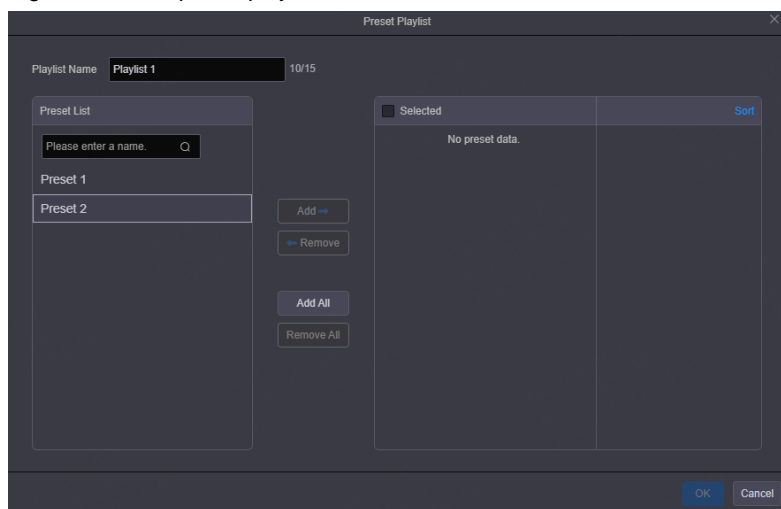 Preset Playlist
Playlist Name Playlist 1 10/15
Preset List
Please enter a name.
Preset 1
Preset 2
Add
Remove
Add All
Remove All
Selected Sort
No preset data.
OK Cancel